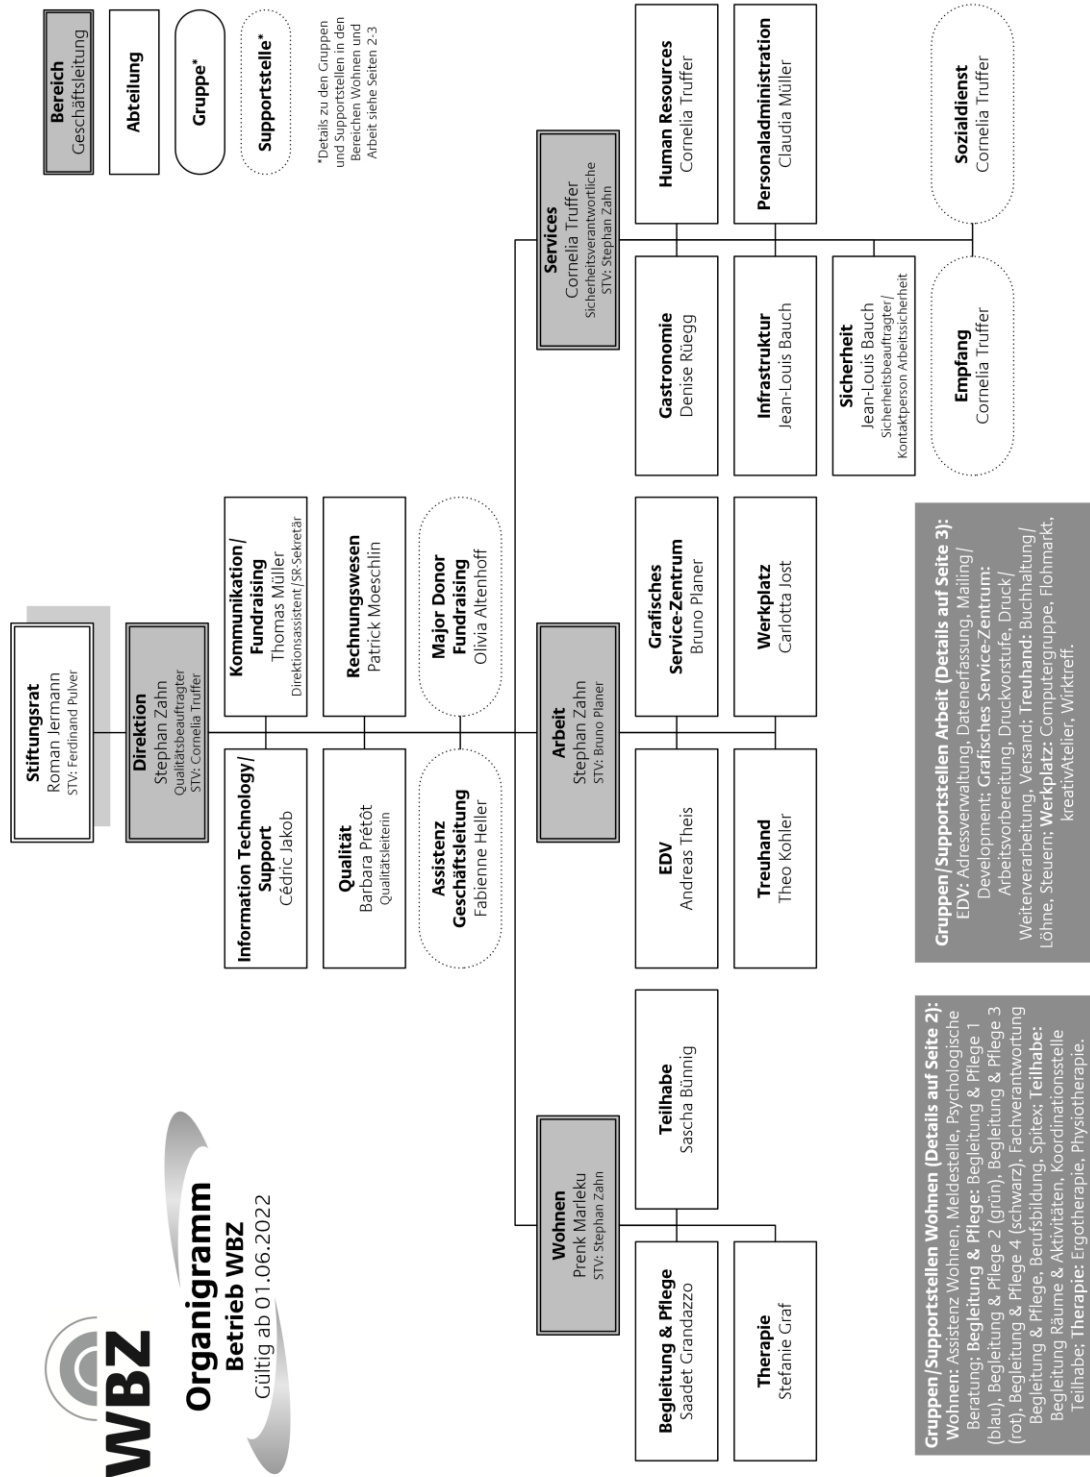 WBZ
Organigramm
Betrieb WBZ
Gültig ab 01.06.2022
Stiftungsrat
Roman Jermann
STV: Ferdinand Pulver
Direktion
Stephan Zahn
Qualitätsbeauftragter
STV: Cornelia Truffer
Bereich
Geschäftsleitung
Abteilung
Gruppe*
Supportstelle*
*Details zu den Gruppen
und Supportstellen in den
Bereichen Wohnen und
Arbeit siehe Seiten 2-3
Information Technology/
Support
Cédric Jakob
Kommunikation/
Fundraising
Thomas Müller
Direktionsassistent/SR-Sekretär
Qualität
Barbara Prétôt
Qualitätsleiterin
Rechnungswesen
Patrick Moeschlin
Assistenz
Geschäftsleitung
Fabienne Heller
Major Donor
Fundraising
Olivia Altenhoff
Wohnen
Prenk Marleku
STV: Stephan Zahn
Begleitung & Pflege
Saadet Grandazzo
Teilhabe
Sascha Bünnig
Therapie
Stefanie Graf
Arbeit
Stephan Zahn
STV: Bruno Planer
EDV
Andreas Theis
Grafisches
Service-Zentrum
Bruno Planer
Treuhand
Theo Kohler
Werkplatz
Carlotta Jost
Services
Cornelia Truffer
Sicherheitsverantwortliche
STV: Stephan Zahn
Gastronomie
Denise Rüegg
Human Resources
Cornelia Truffer
Infrastruktur
Jean-Louis Bauch
Personaladministration
Claudia Müller
Sicherheit
Jean-Louis Bauch
Sicherheitsbeauftragter/
Kontaktperson Arbeitssicherheit
Empfang
Cornelia Truffer
Sozialdienst
Cornelia Truffer
Gruppen/Supportstellen Wohnen (Details auf Seite 2):
Wohnen: Assistenz Wohnen, Meldestelle, Psychologische
Beratung; Begleitung & Pflege: Begleitung & Pflege 1
(blau), Begleitung & Pflege 2 (grün), Begleitung & Pflege 3
(rot), Begleitung & Pflege 4 (schwarz), Fachverantwortung
Begleitung & Pflege, Berufsbildung, Spitex; Teilhabe:
Begleitung Räume & Aktivitäten, Koordinationsstelle
Teilhabe; Therapie: Ergotherapie, Physiotherapie.
Gruppen/Supportstellen Arbeit (Details auf Seite 3):
EDV: Adressverwaltung, Datenerfassung, Mailing/
Development; Grafisches Service-Zentrum:
Arbeitsvorbereitung, Druckvorstufe, Druck/
Weiterverarbeitung, Versand; Treuhand: Buchhaltung/
Löhne, Steuern; Werkplatz: Computergruppe, Flohmarkt,
kreativAtelier, Wirktreff.